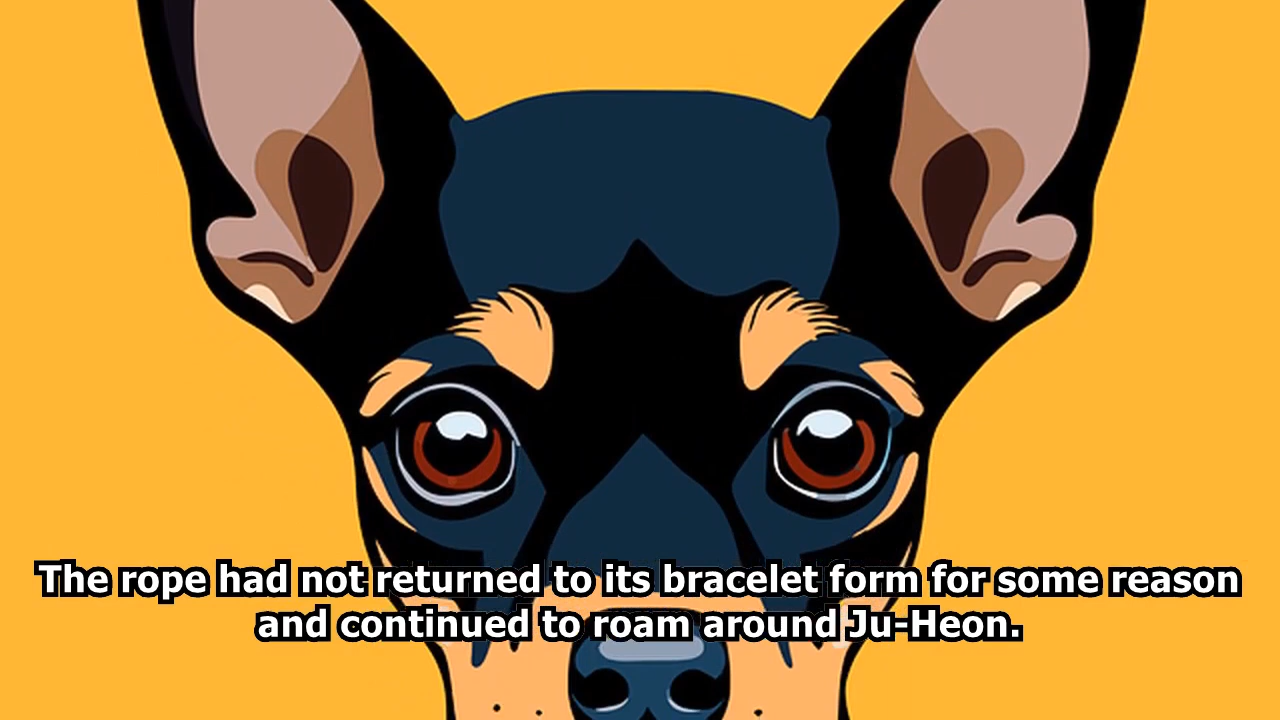 The rope had not returned to its bracelet form for some reason
and continued to roam around Ju-Heon.